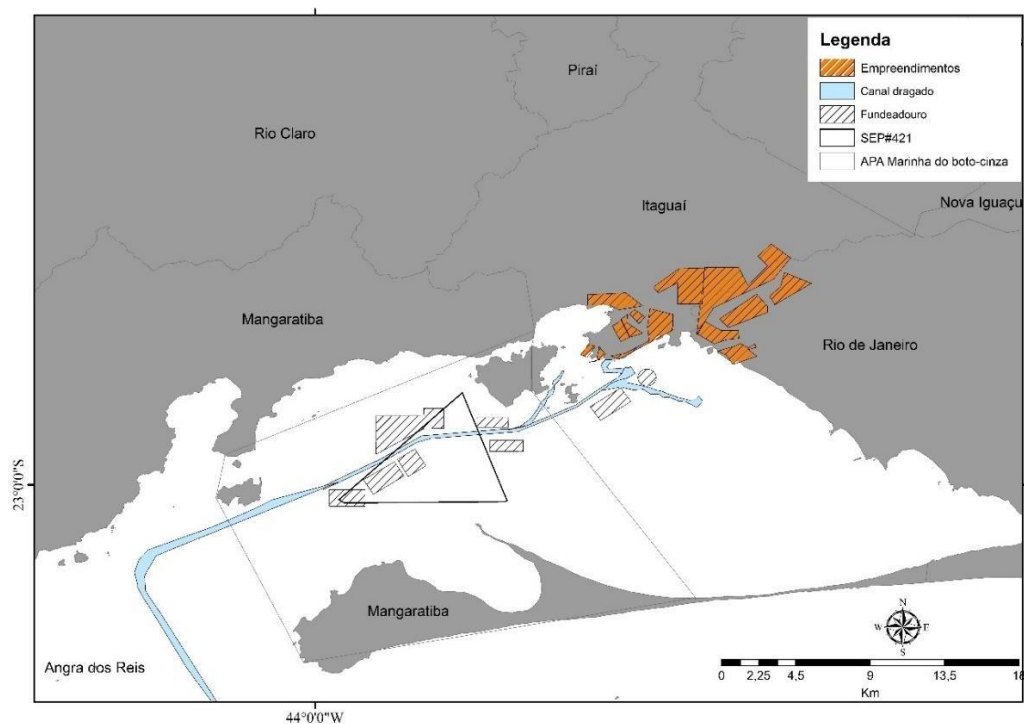 Legenda
Empreendimentos
Canal dragado
Fundeadouro
SEP#421
APA Marinha do boto-cinza
Piraí
Rio Claro
Itaguaí
Nova Iguaçu
Mangaratiba
Rio de Janeiro
23°0'0"S
Mangaratiba
Angra dos Reis
N
W E
S
0 2,25 4,5 9 13,5 18
Km
44°0'0"W